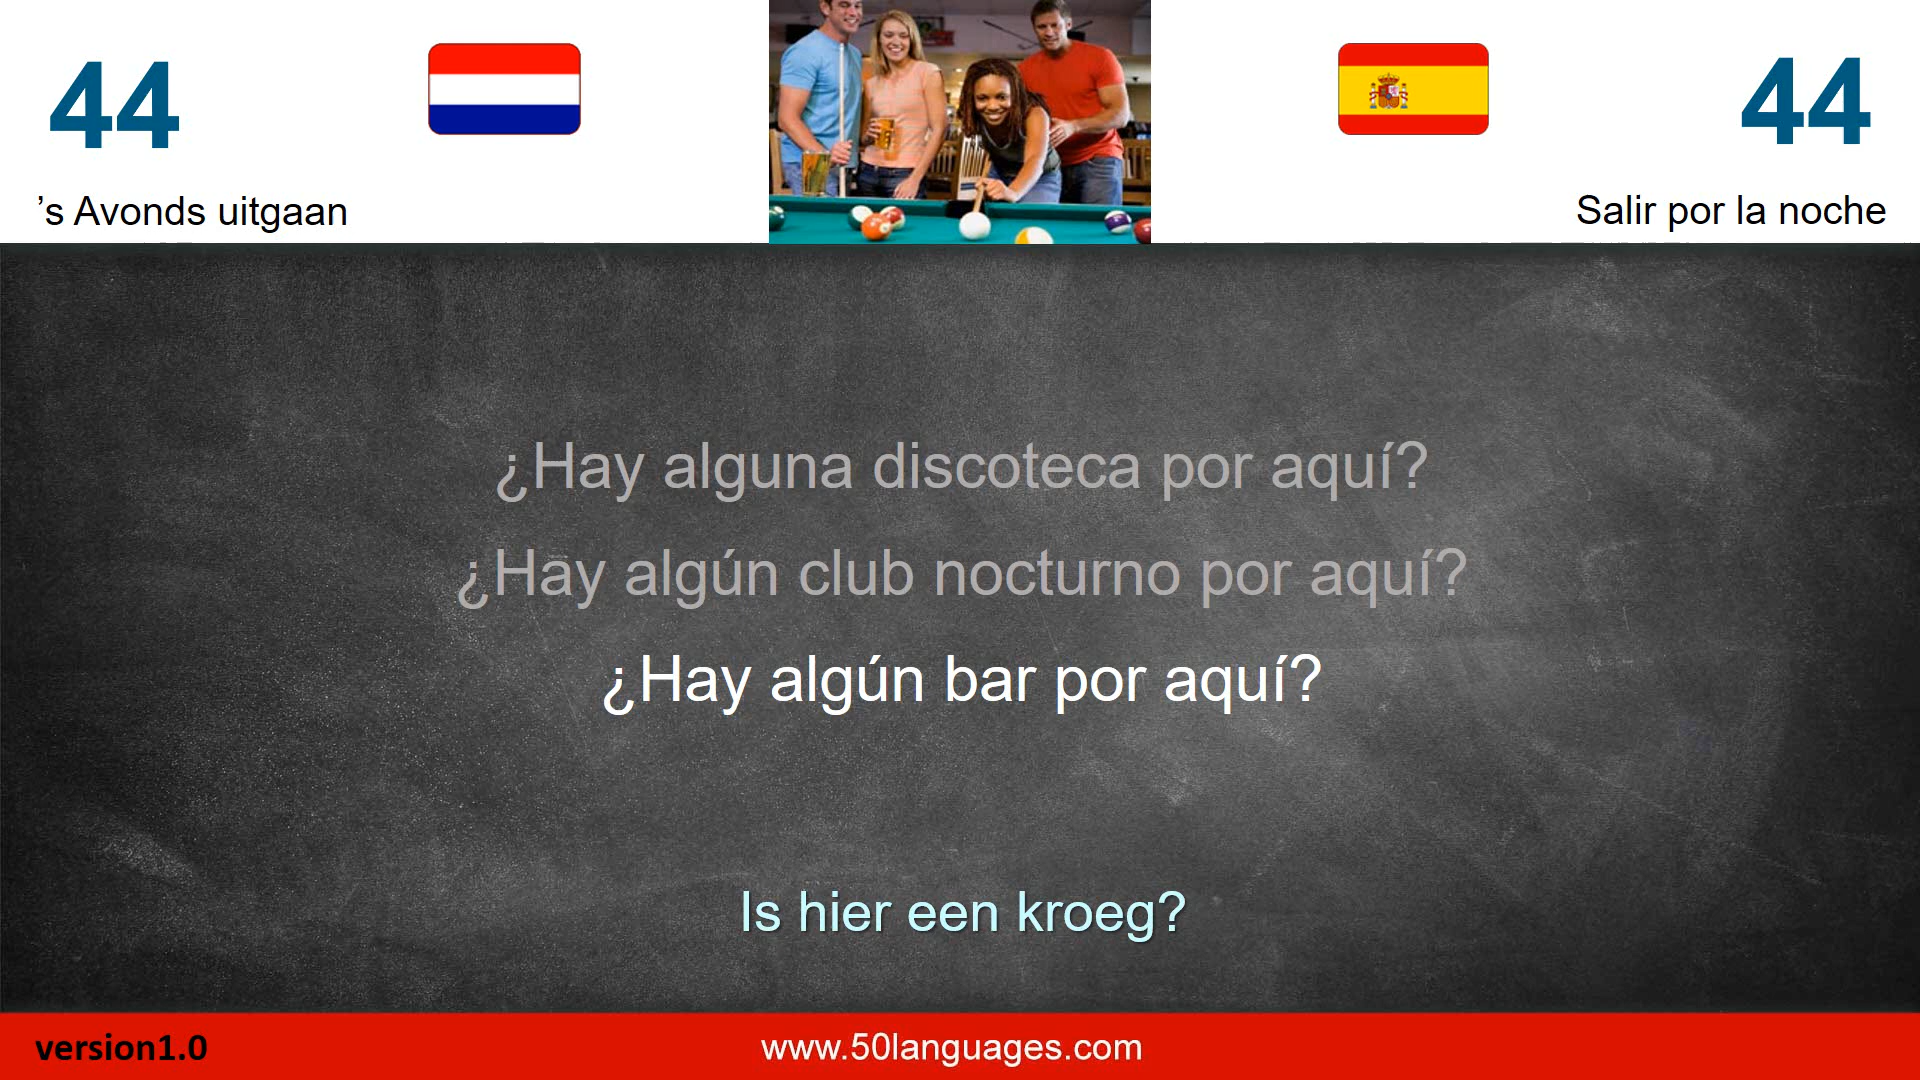 44
44
’s Avonds uitgaan
Salir por la noche
¿Hay alguna discoteca por aquí?
¿Hay algún club nocturno por aquí?
¿Hay algún bar por aquí?
Is hier een kroeg?
version1.0
www.50languages.com